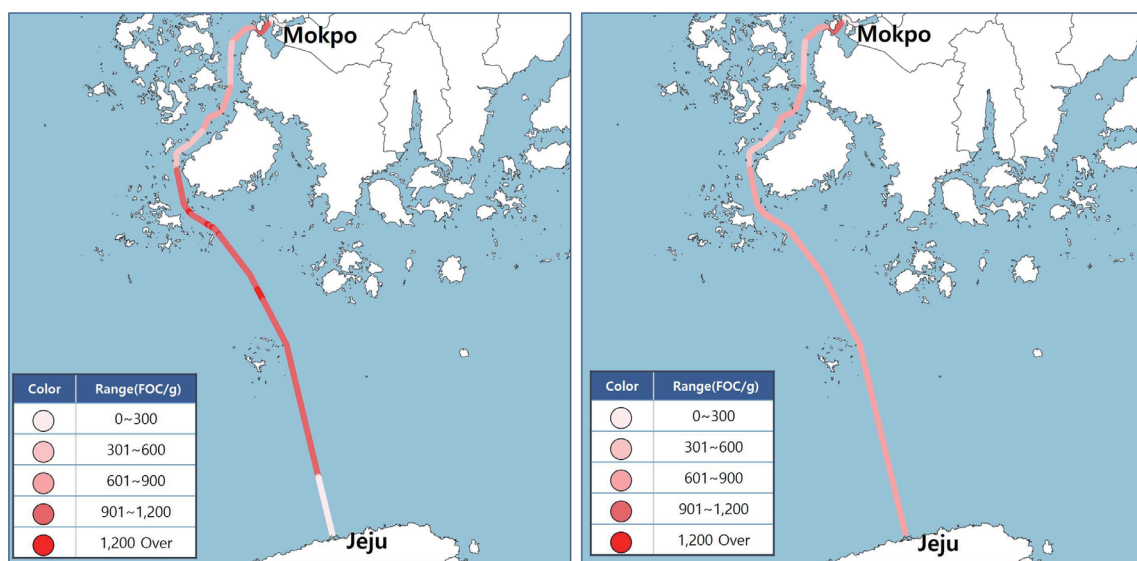 Mokpo
Jeju
Color Range(FOC/g)
0~300
301~600
601~900
901~1,200
1,200 Over
Mokpo
Jeju
Color Range(FOC/g)
0~300
301~600
601~900
901~1,200
1,200 Over